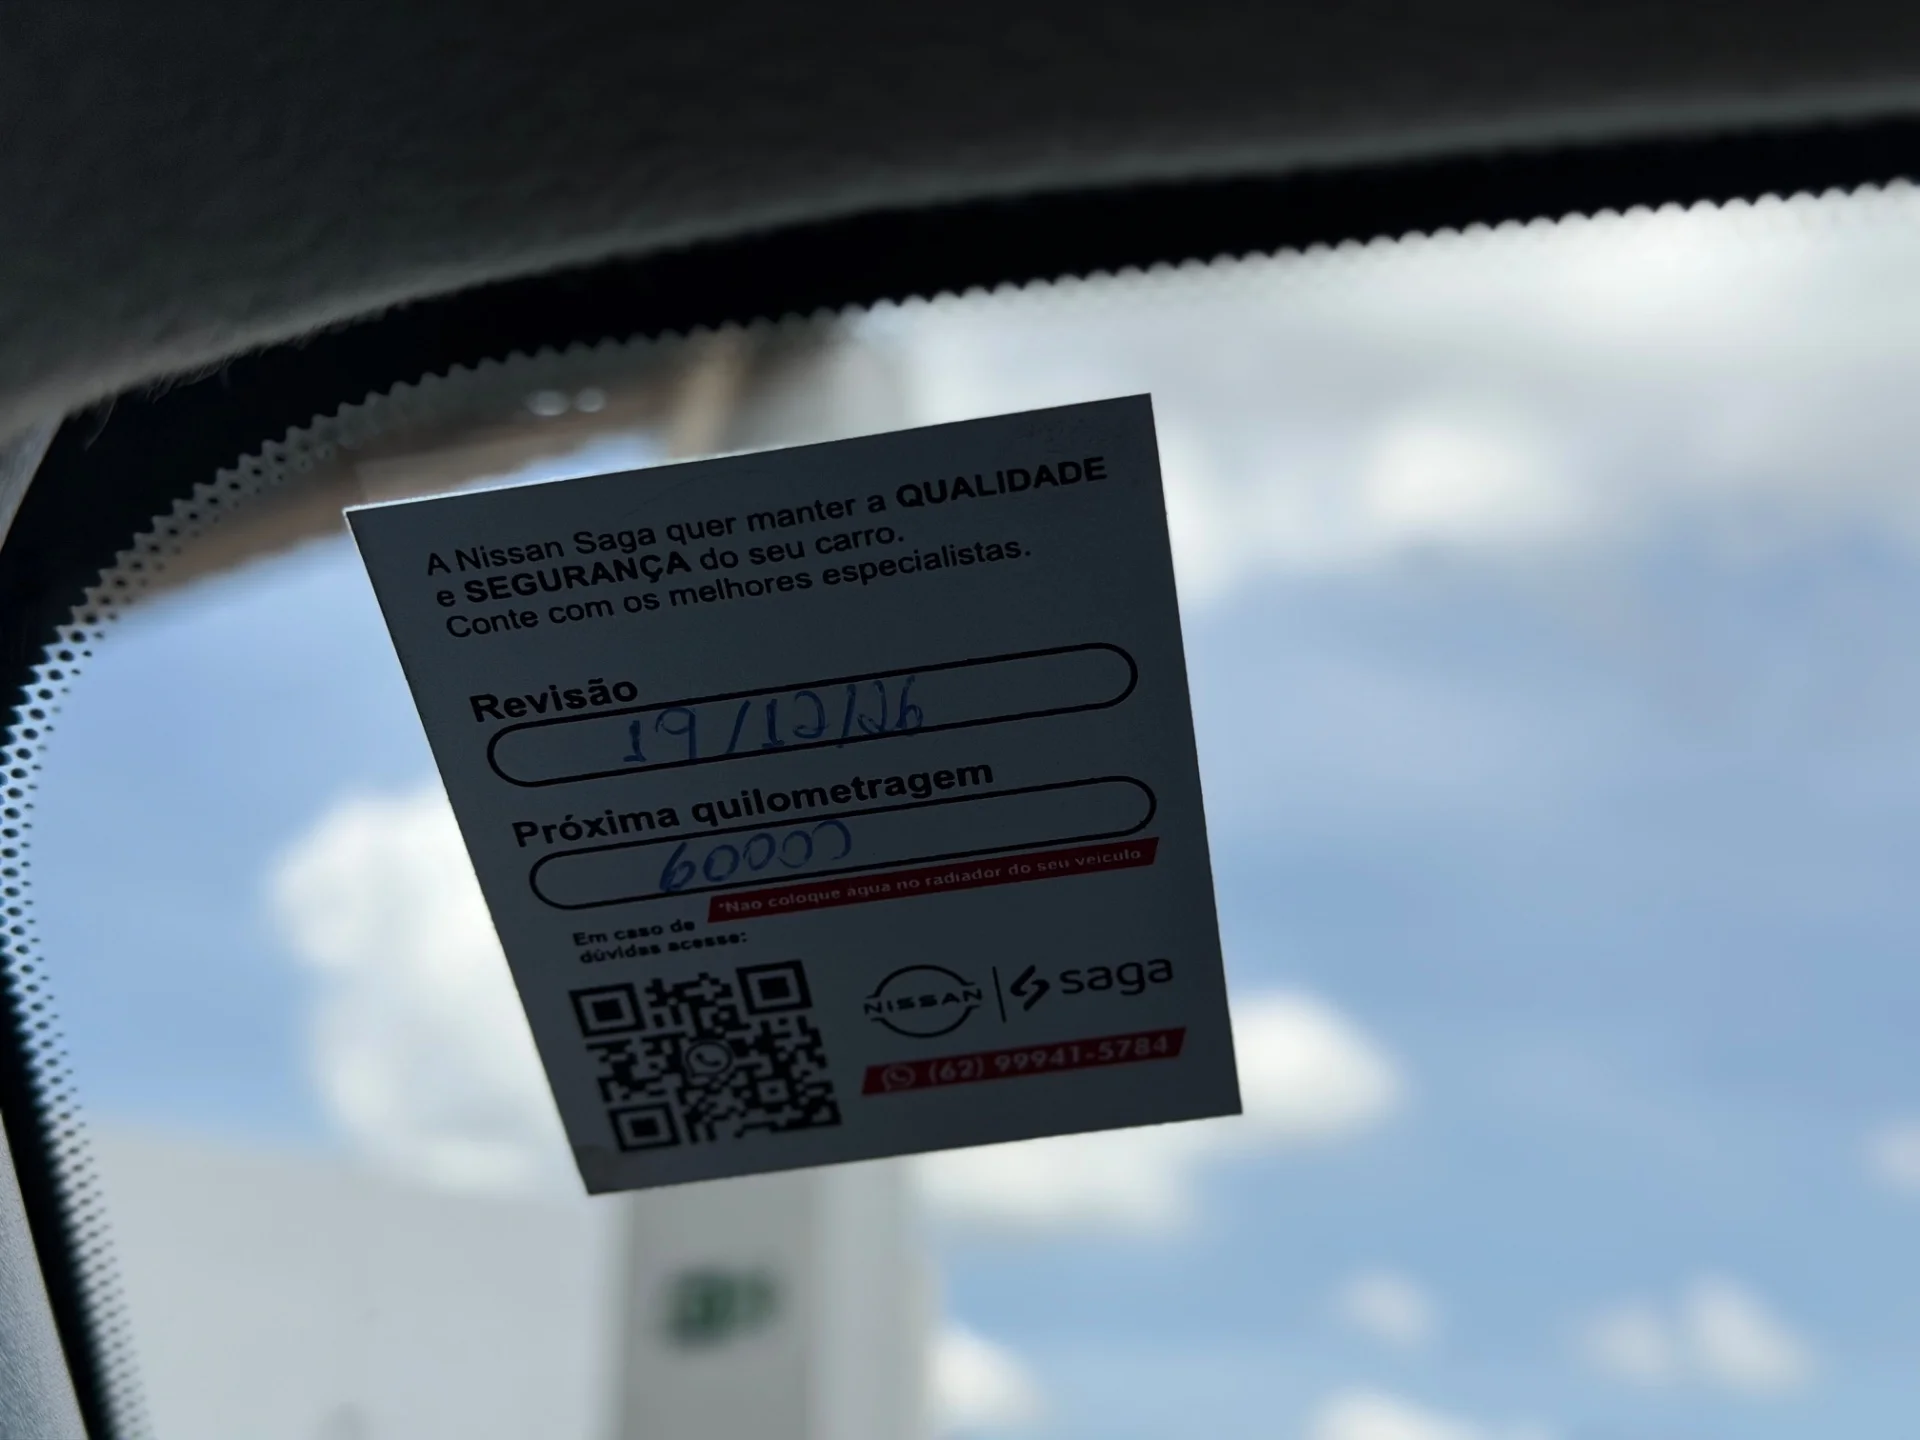 A Nissan Saga quer manter a QUALIDADE
e SEGURANÇA do seu carro.
Conte com os melhores especialistas.
Revisão
19/12/26
Próxima quilometragem
60000
*Não coloque água no radiador do seu veículo
Em caso de
dúvidas acesse:
NISSAN
saga
(62) 99941-5784